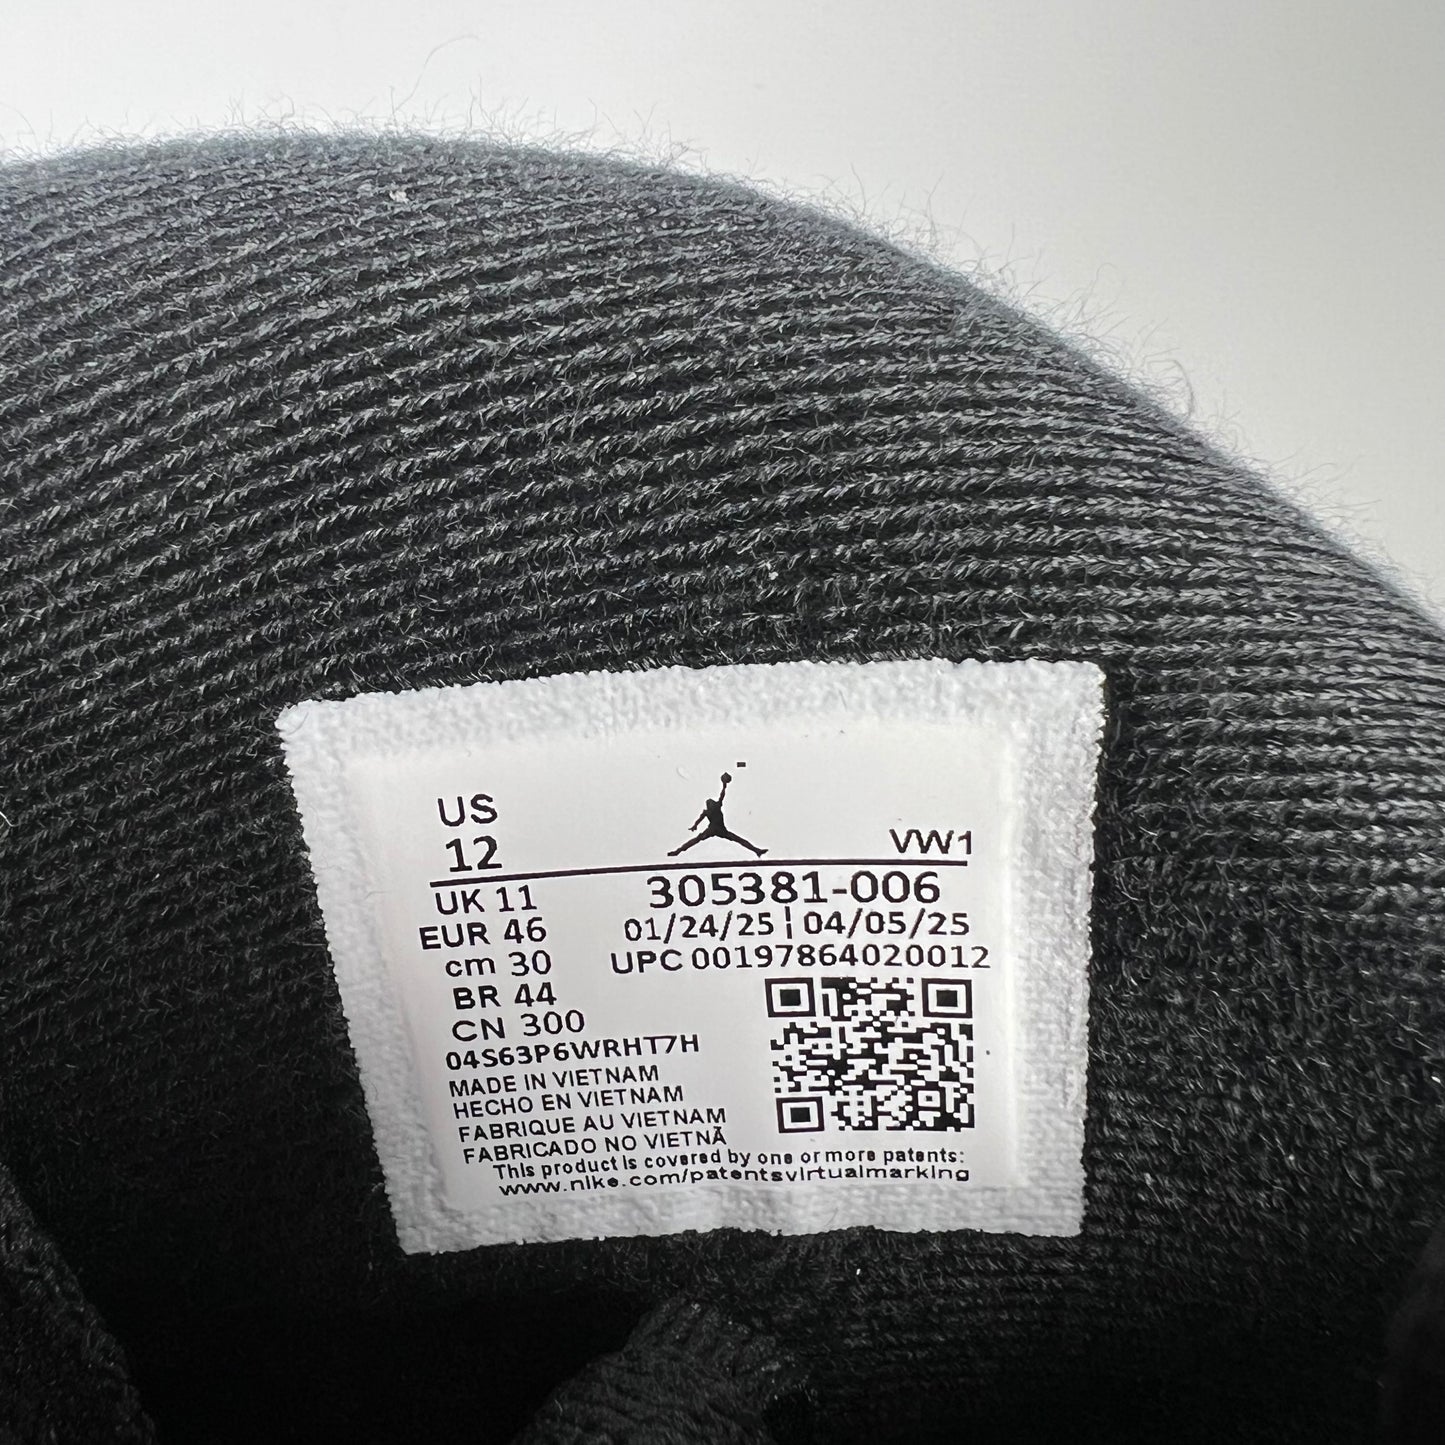 US
12
VW1
UK 11
305381-006
EUR 46
01/24/25 | 04/05/25
cm 30
UPC 00197864020012
BR 44
CN 300
04S63P6WRHT7H
MADE IN VIETNAM
HECHO EN VIETNAM
FABRIQUE AU VIETNAM
FABRICADO NO VIETNÃ
This product is covered by one or more patents:
www.nike.com/patentsvirtualmarking